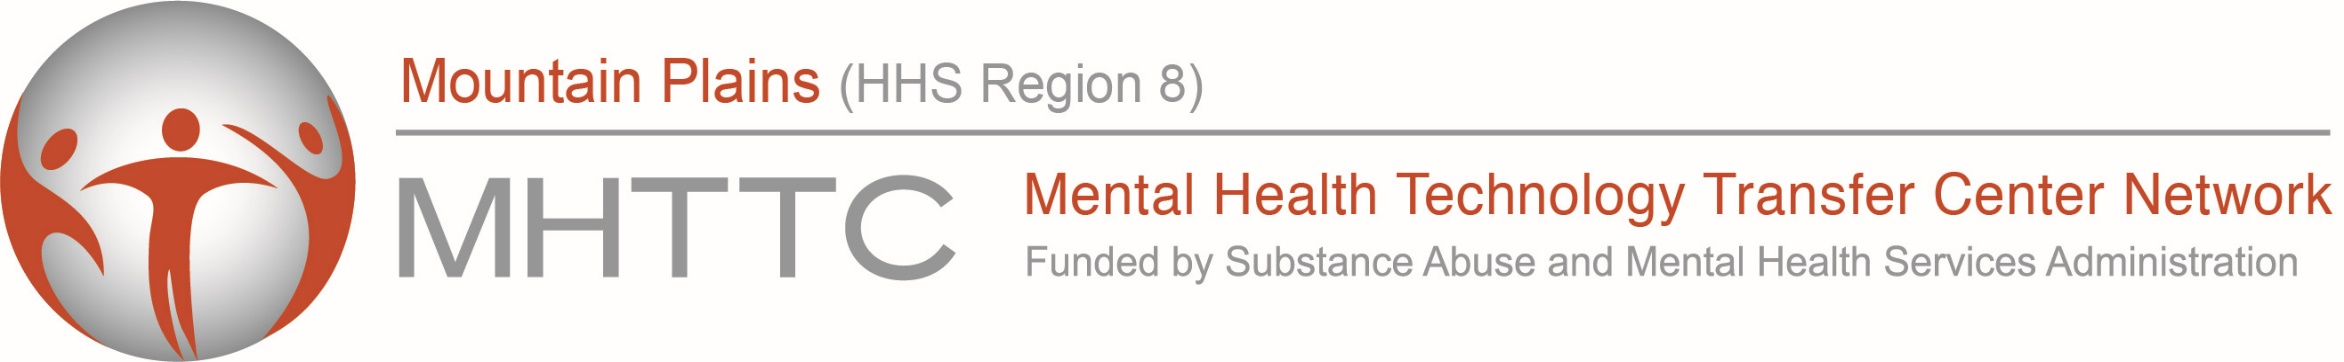 Mountain Plains (HHS Region 8)
MHTTC
Mental Health Technology Transfer Center Network
Funded by Substance Abuse and Mental Health Services Administration